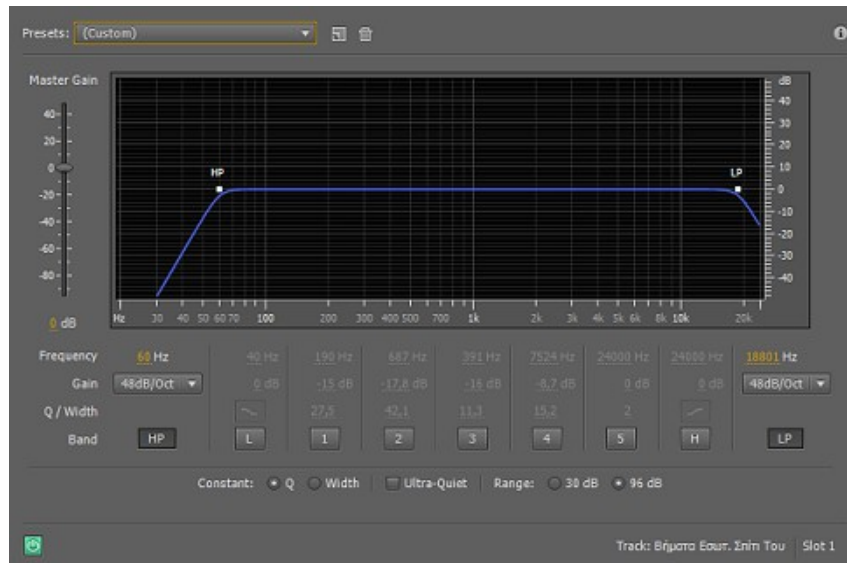 Presets: (Custom)
Master Gain
dB
40
40
30
20
20
HP
LP
10
0
0
-20
-10
-20
-40
-30
-60
-40
-80
0 dB
Hz 30 40 50 60 70 100 200 300 400 500 700 1k 2k 3k 4k 5k 6k 8k 10k 20k
Frequency 60 Hz 40 Hz 190 Hz 687 Hz 391 Hz 7524 Hz 24000 Hz 24000 Hz 18801 Hz
Gain 48dB/Oct 0 dB -15 dB -17,8 dB -16 dB -8,7 dB 0 dB 0 dB 48dB/Oct
Q / Width 27,5 42,1 11,3 15,2 2
Band HP L 1 2 3 4 5 H LP
Constant: Q Width Ultra-Quiet Range: 30 dB 96 dB
Track: Βήματα Εσωτ. Σπίτι Του Slot 1